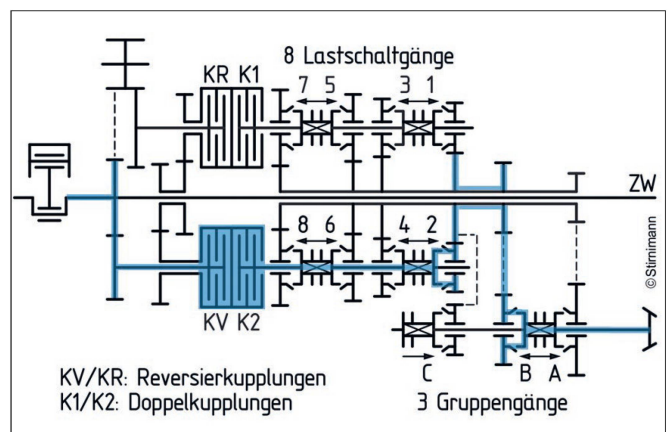 8 Lastschaltgänge
KR K1 7 5 3 1
ZW
8 6 4 2
KV K2
C B A
KV/KR: Reversierkupplungen
K1/K2: Doppelkupplungen
3 Gruppengänge
©Stirnimann